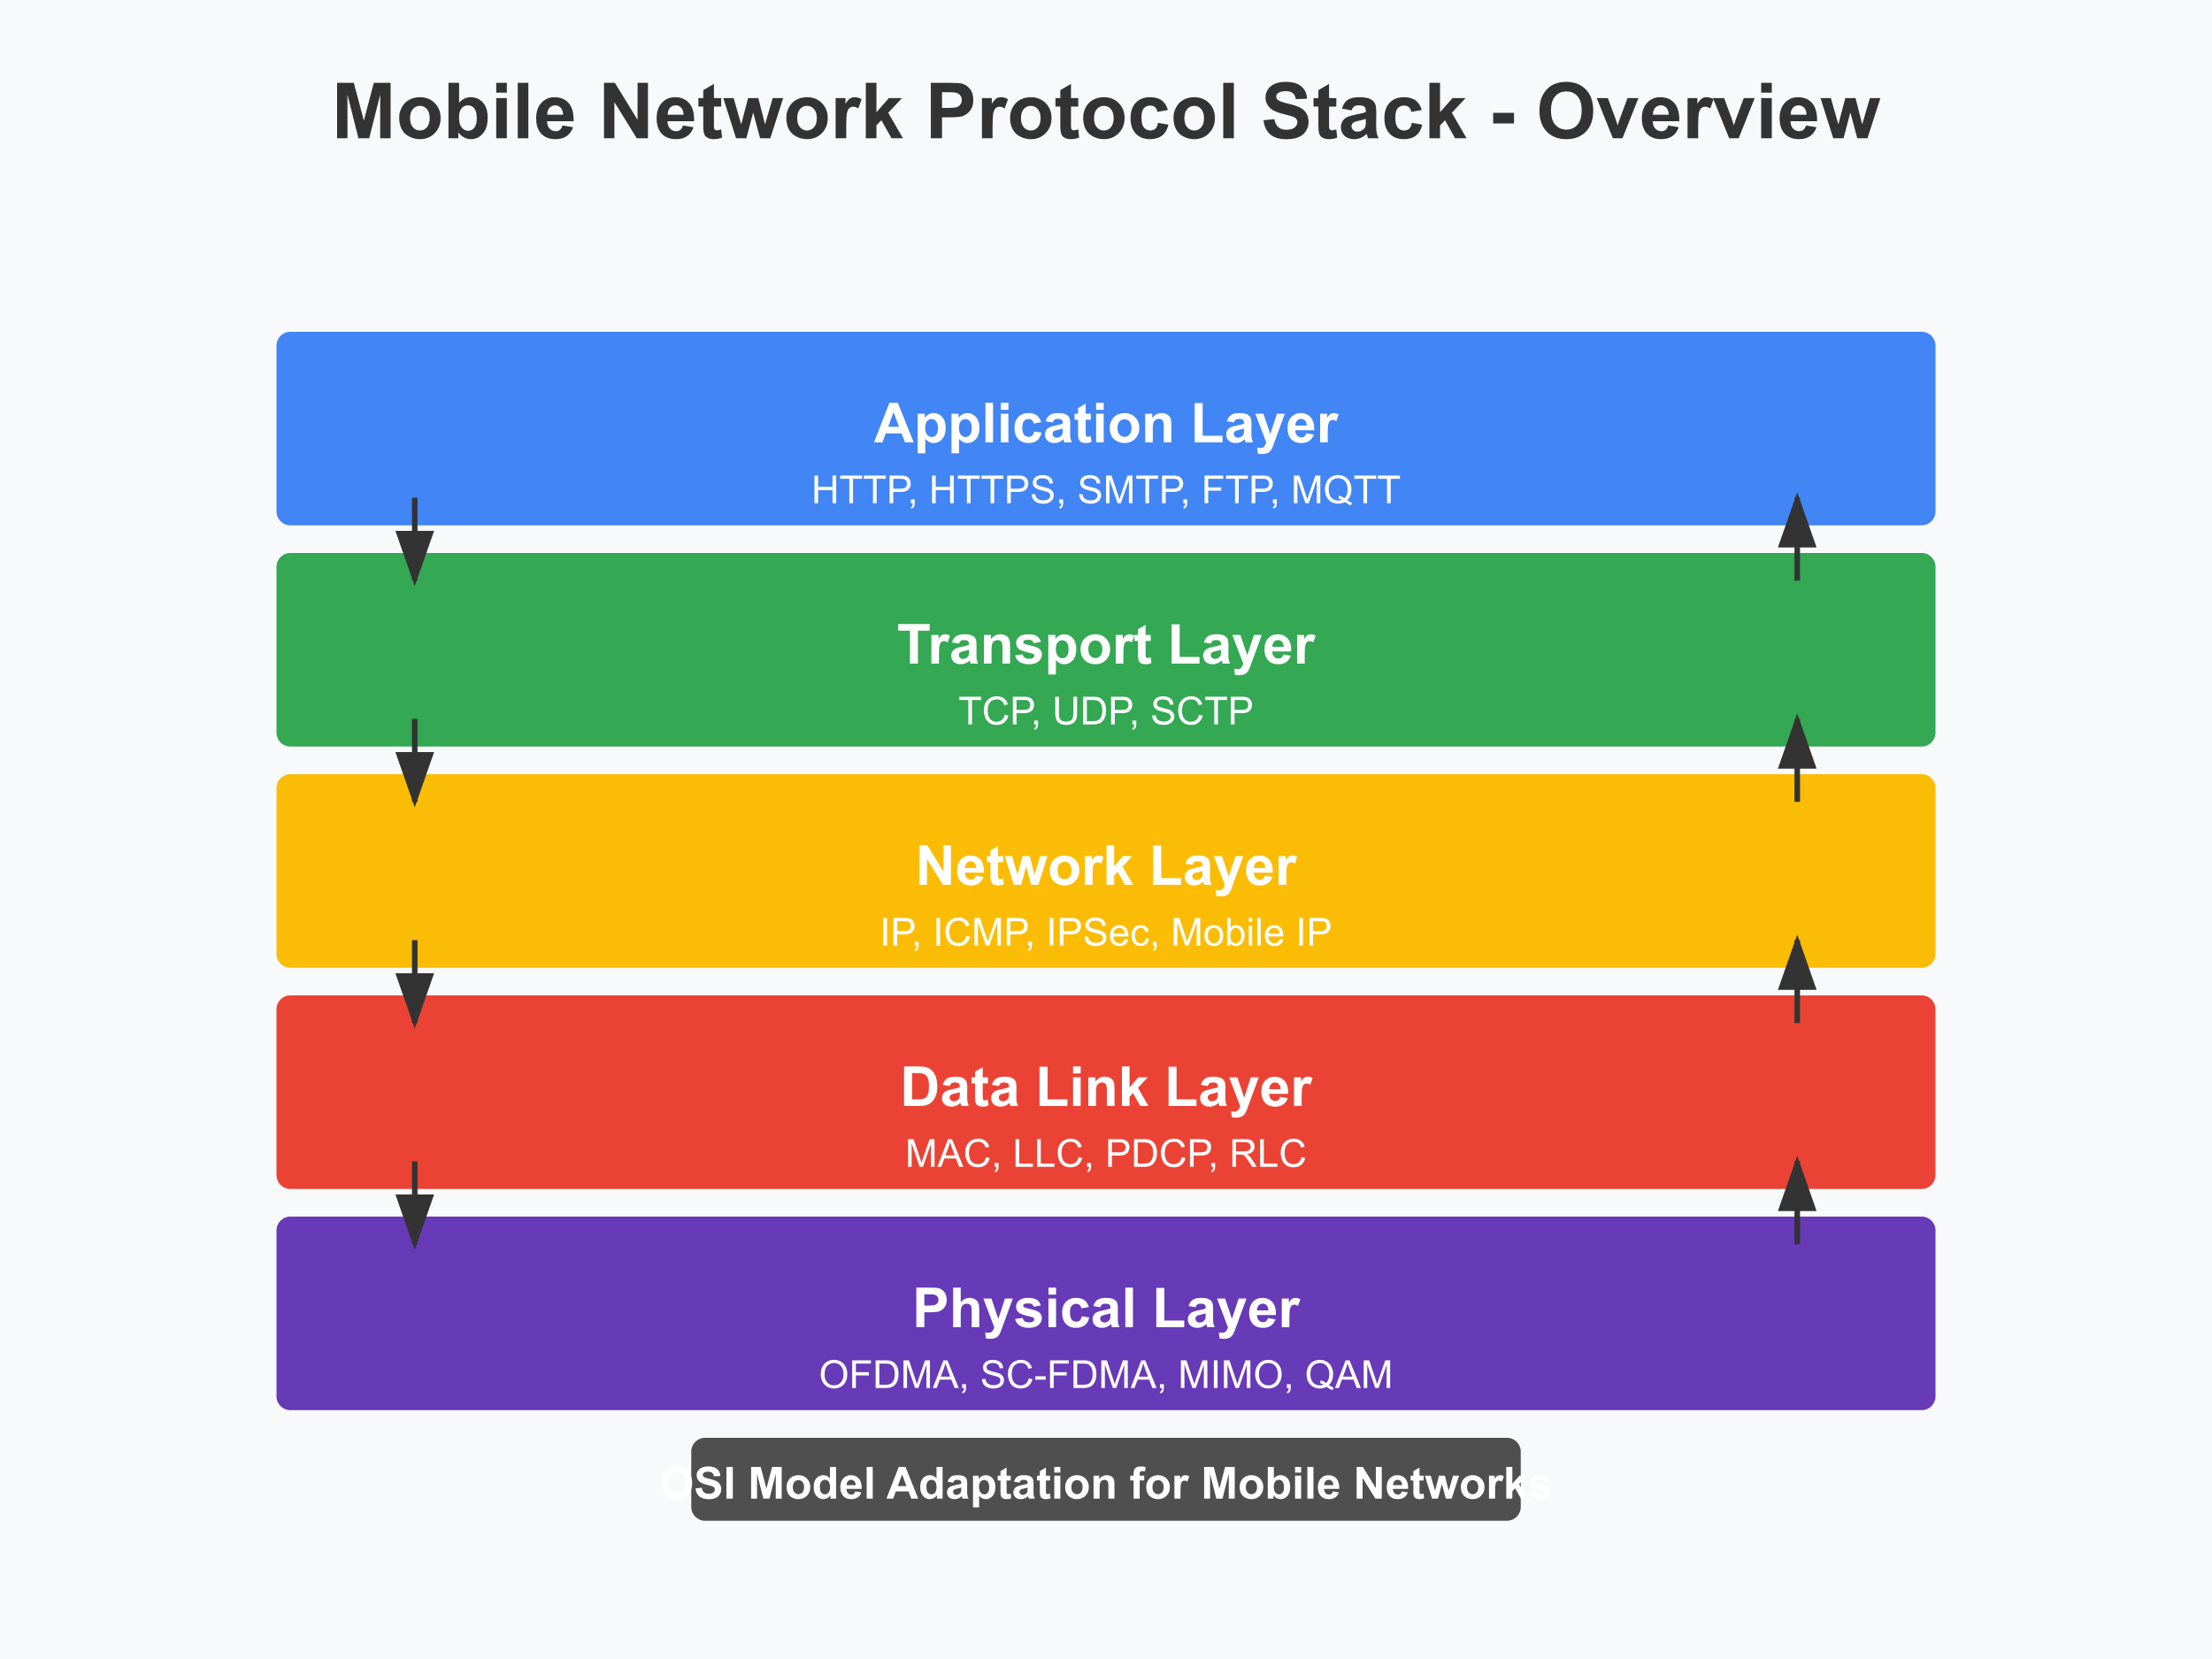 Mobile Network Protocol Stack - Overview
Application Layer
HTTP, HTTPS, SMTP, FTP, MQTT
Transport Layer
TCP, UDP, SCTP
Network Layer
IP, ICMP, IPSec, Mobile IP
Data Link Layer
MAC, LLC, PDCP, RLC
Physical Layer
OFDMA, SC-FDMA, MIMO, QAM
OSI Model Adaptation for Mobile Networks